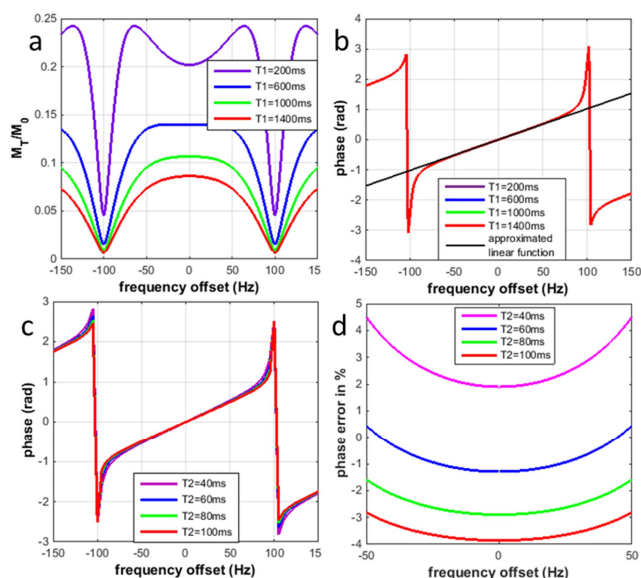 a
M_T/M_0
0.25
0.2
0.15
0.1
0.05
0
T1=200ms
T1=600ms
T1=1000ms
T1=1400ms
-150 -100 -50 0 50 100 15
frequency offset (Hz)
b
phase (rad)
4
3
2
1
0
-1
-2
-3
-4
T1=200ms
T1=600ms
T1=1000ms
T1=1400ms
approximated
linear function
-150 -100 -50 0 50 100 150
frequency offset (Hz)
c
phase (rad)
3
2
1
0
-1
-2
-3
T2=40ms
T2=60ms
T2=80ms
T2=100ms
-150 -100 -50 0 50 100 15
frequency offset (Hz)
d
phase error in %
5
4
3
2
1
0
-1
-2
-3
-4
T2=40ms
T2=60ms
T2=80ms
T2=100ms
-50 0 50
frequency offset (Hz)